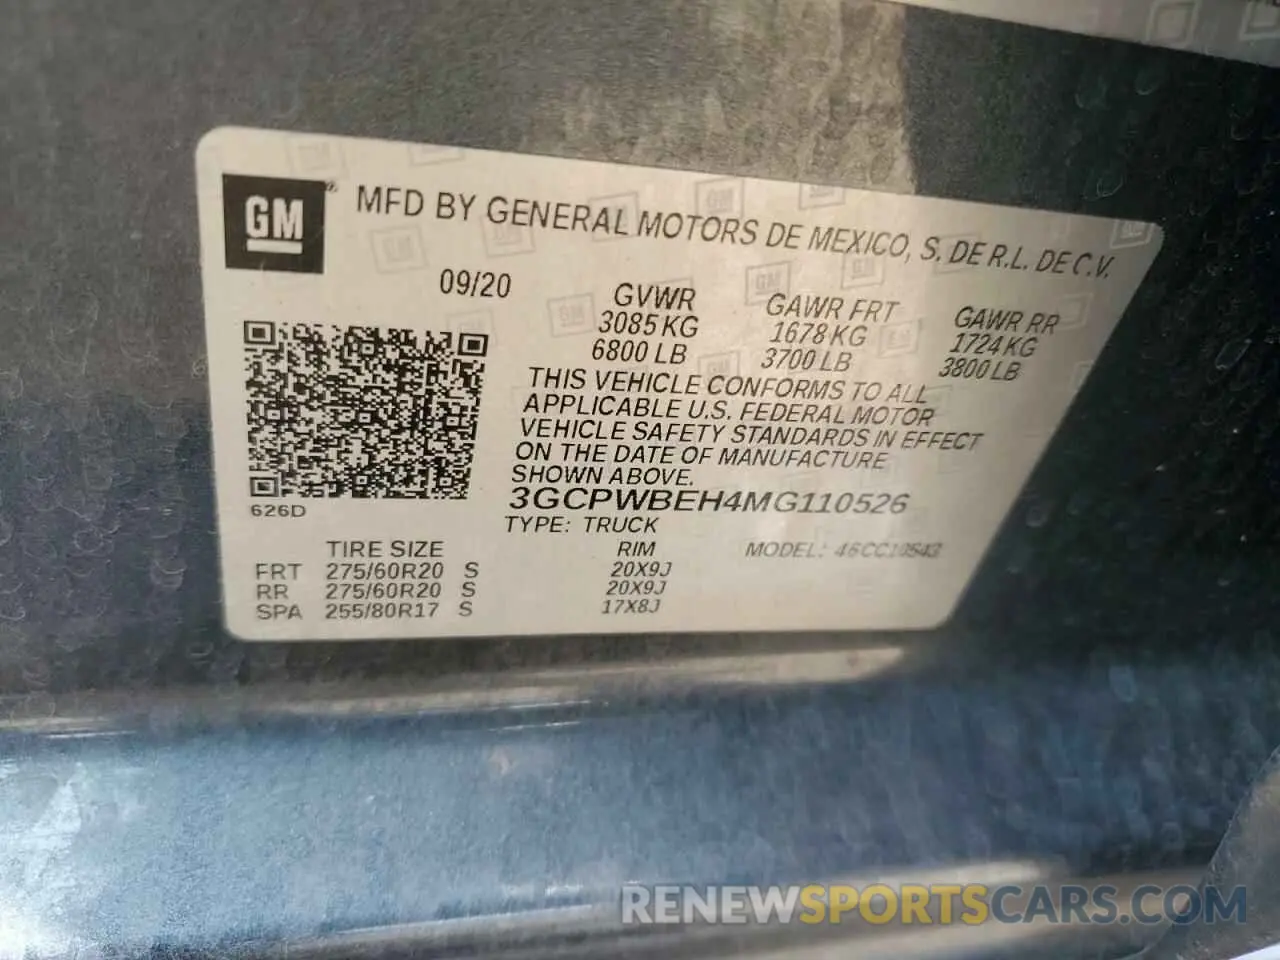 GM ® MFD BY GENERAL MOTORS DE MEXICO, S. DE R.L. DE C.V.
09/20
GVWR GAWR FRT GAWR RR
3085 KG 1678 KG 1724 KG
6800 LB 3700 LB 3800 LB
THIS VEHICLE CONFORMS TO ALL
APPLICABLE U.S. FEDERAL MOTOR
VEHICLE SAFETY STANDARDS IN EFFECT
ON THE DATE OF MANUFACTURE
SHOWN ABOVE.
3GCPWBEH4MG110526
626D
TYPE: TRUCK
TIRE SIZE RIM MODEL: 46CC10543
FRT 275/60R20 S 20X9J
RR 275/60R20 S 20X9J
SPA 255/80R17 S 17X8J
RENEWSPORTSCARS.COM